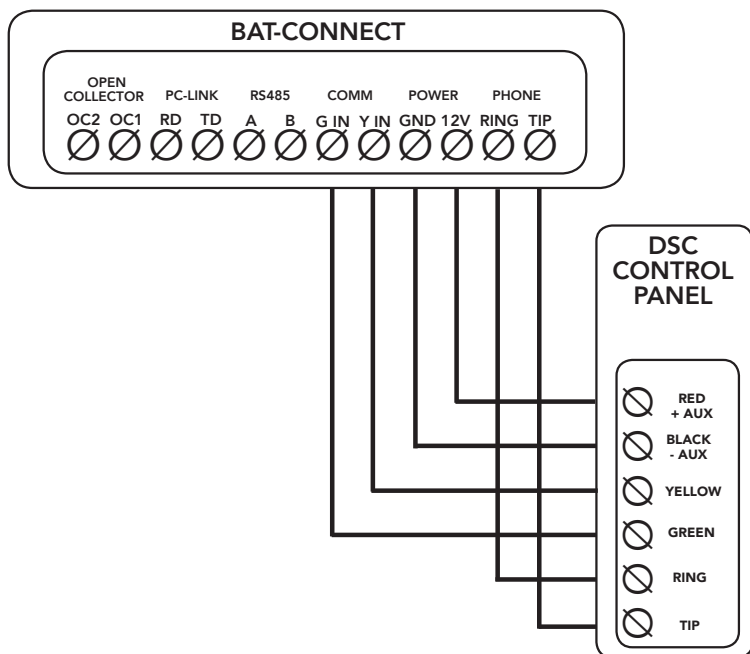 BAT-CONNECT
OPEN
COLLECTOR PC-LINK RS485 COMM POWER PHONE
OC2 OC1 RD TD A B G IN Y IN GND 12V RING TIP
DSC
CONTROL
PANEL
RED
+ AUX
BLACK
- AUX
YELLOW
GREEN
RING
TIP